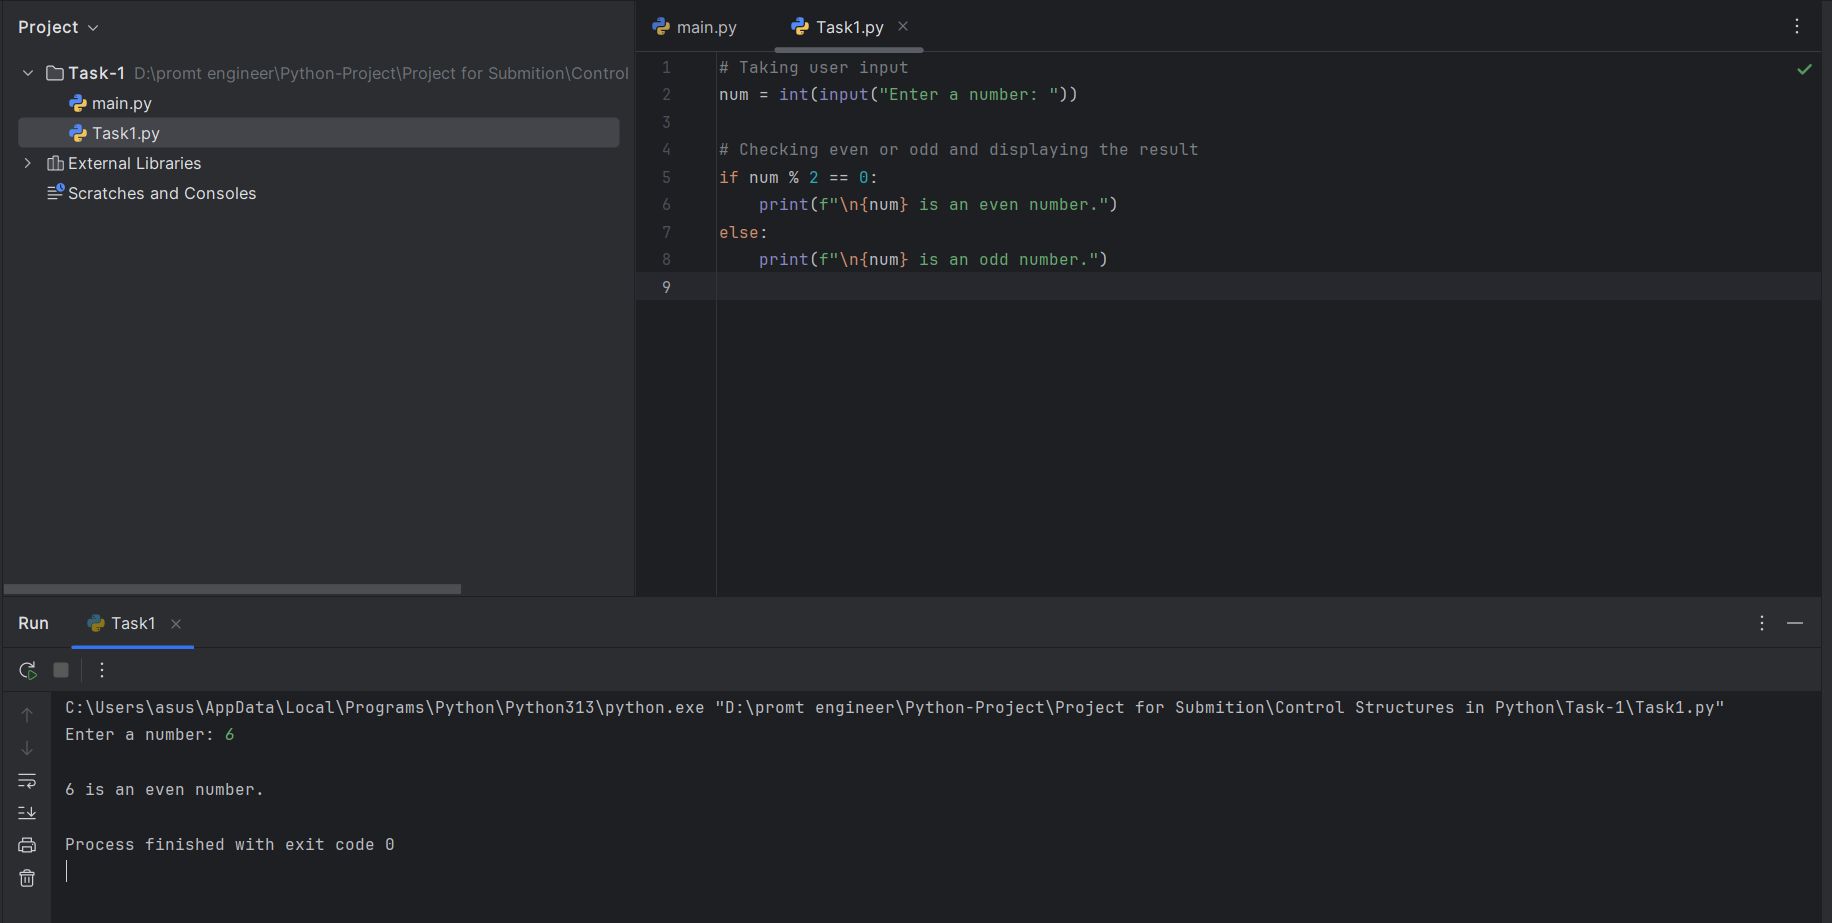 Project
Task-1 D:\promt engineer\Python-Project\Project for Submition\Control
main.py
Task1.py
External Libraries
Scratches and Consoles
main.py Task1.py
1 # Taking user input
2 num = int(input("Enter a number: "))
3
4 # Checking even or odd and displaying the result
5 if num % 2 == 0:
6     print(f"\n{num} is an even number.")
7 else:
8     print(f"\n{num} is an odd number.")
9
Run Task1
C:\Users\asus\AppData\Local\Programs\Python\Python313\python.exe "D:\promt engineer\Python-Project\Project for Submition\Control Structures in Python\Task-1\Task1.py"
Enter a number: 6
6 is an even number.
Process finished with exit code 0